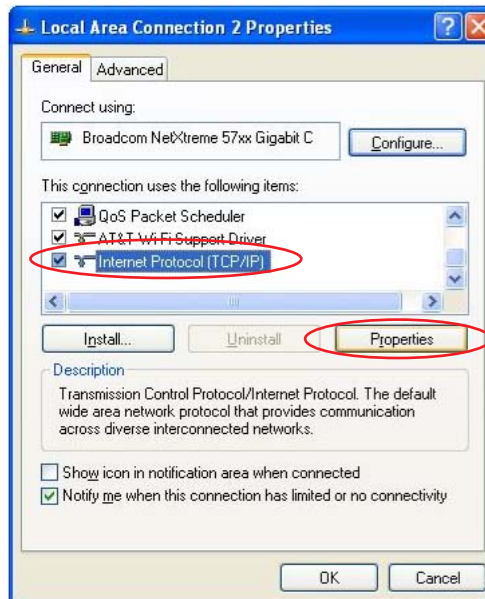 Local Area Connection 2 Properties
General Advanced
Connect using:
Broadcom NetXtreme 57xx Gigabit C Configure...
This connection uses the following items:
QoS Packet Scheduler
AT&T Wi-Fi Support Driver
Internet Protocol (TCP/IP)
Install... Uninstall Properties
Description
Transmission Control Protocol/Internet Protocol. The default
wide area network protocol that provides communication
across diverse interconnected networks.
Show icon in notification area when connected
Notify me when this connection has limited or no connectivity
OK Cancel